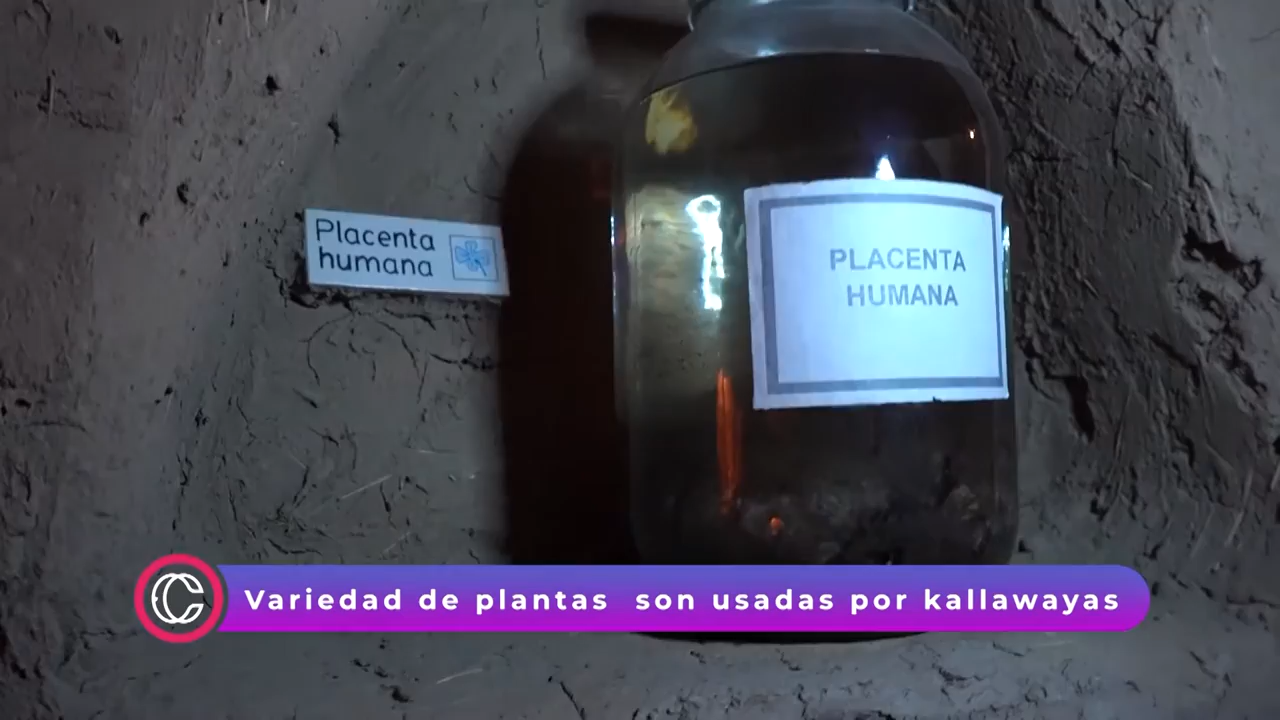 Placenta
humana
PLACENTA
HUMANA
Variedad de plantas son usadas por kallawayas